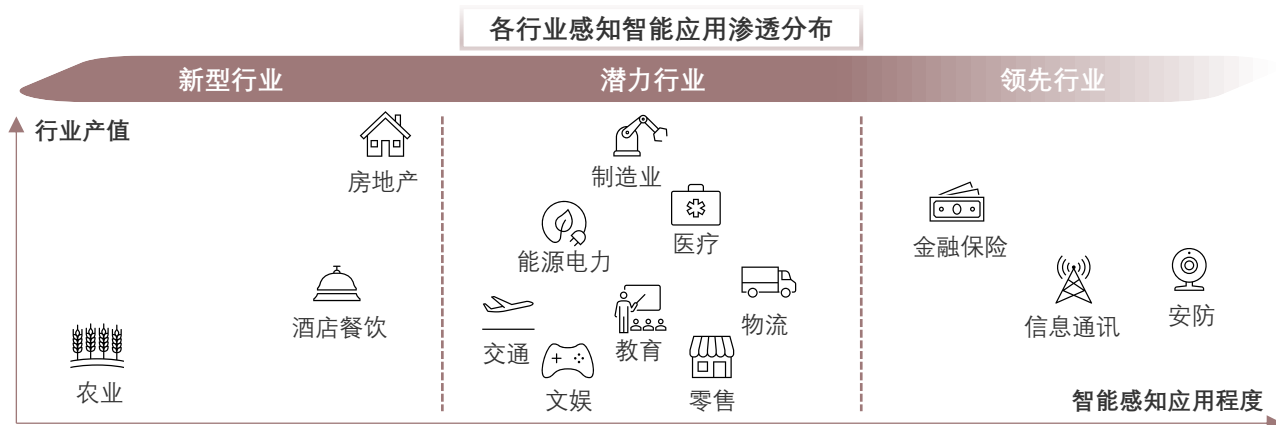 各行业感知智能应用渗透分布
新型行业
潜力行业
领先行业
行业产值
房地产
制造业
医疗
金融保险
能源电力
酒店餐饮
物流
信息通讯
安防
交通
教育
农业
文娱
零售
智能感知应用程度